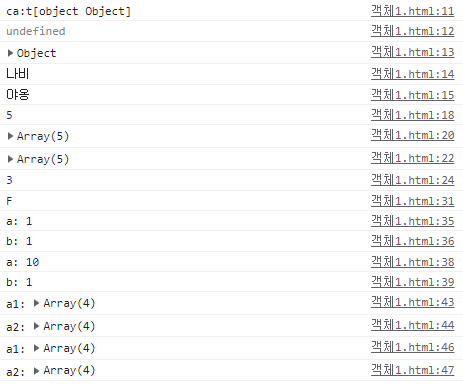 ca:t[object Object] 객체1.html:11
undefined 객체1.html:12
▶Object 객체1.html:13
나비 객체1.html:14
야옹 객체1.html:15
5 객체1.html:18
▶Array(5) 객체1.html:20
▶Array(5) 객체1.html:22
3 객체1.html:24
F 객체1.html:31
a: 1 객체1.html:35
b: 1 객체1.html:36
a: 10 객체1.html:38
b: 1 객체1.html:39
a1: ▶Array(4) 객체1.html:43
a2: ▶Array(4) 객체1.html:44
a1: ▶Array(4) 객체1.html:46
a2: ▶Array(4) 객체1.html:47